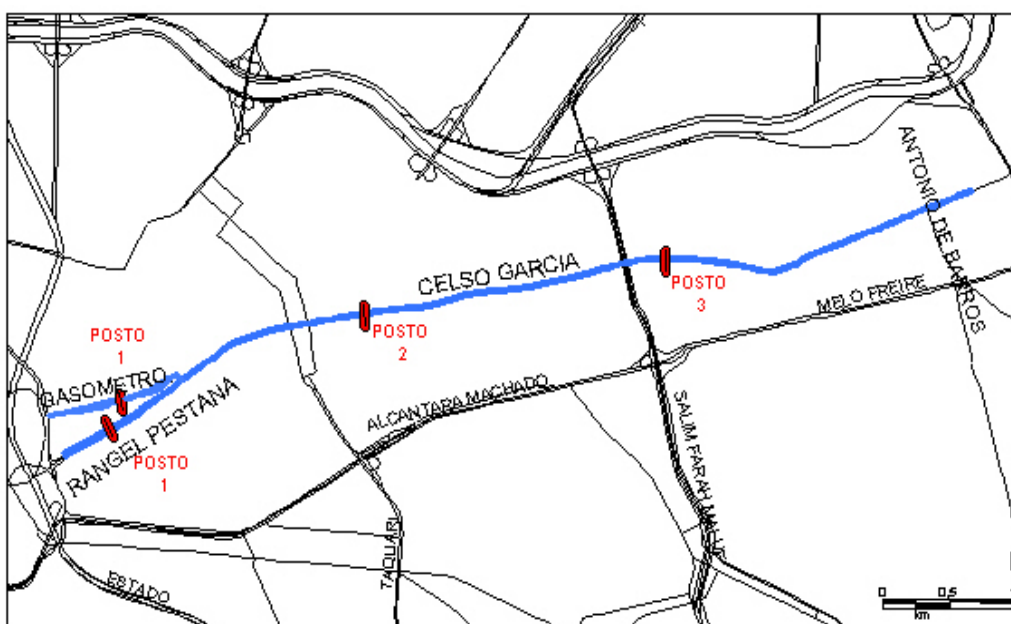 ANTONIO DE BARROS
CELSO GARCIA
POSTO
3
MELO FREIRE
POSTO
2
POSTO
1
GASOMETRO
RANGEL PESTANA
ALCANTARA MACHADO
POSTO
1
SALIM FARAH MALUF
TAQUARI
ESTADO
0
0,5
km